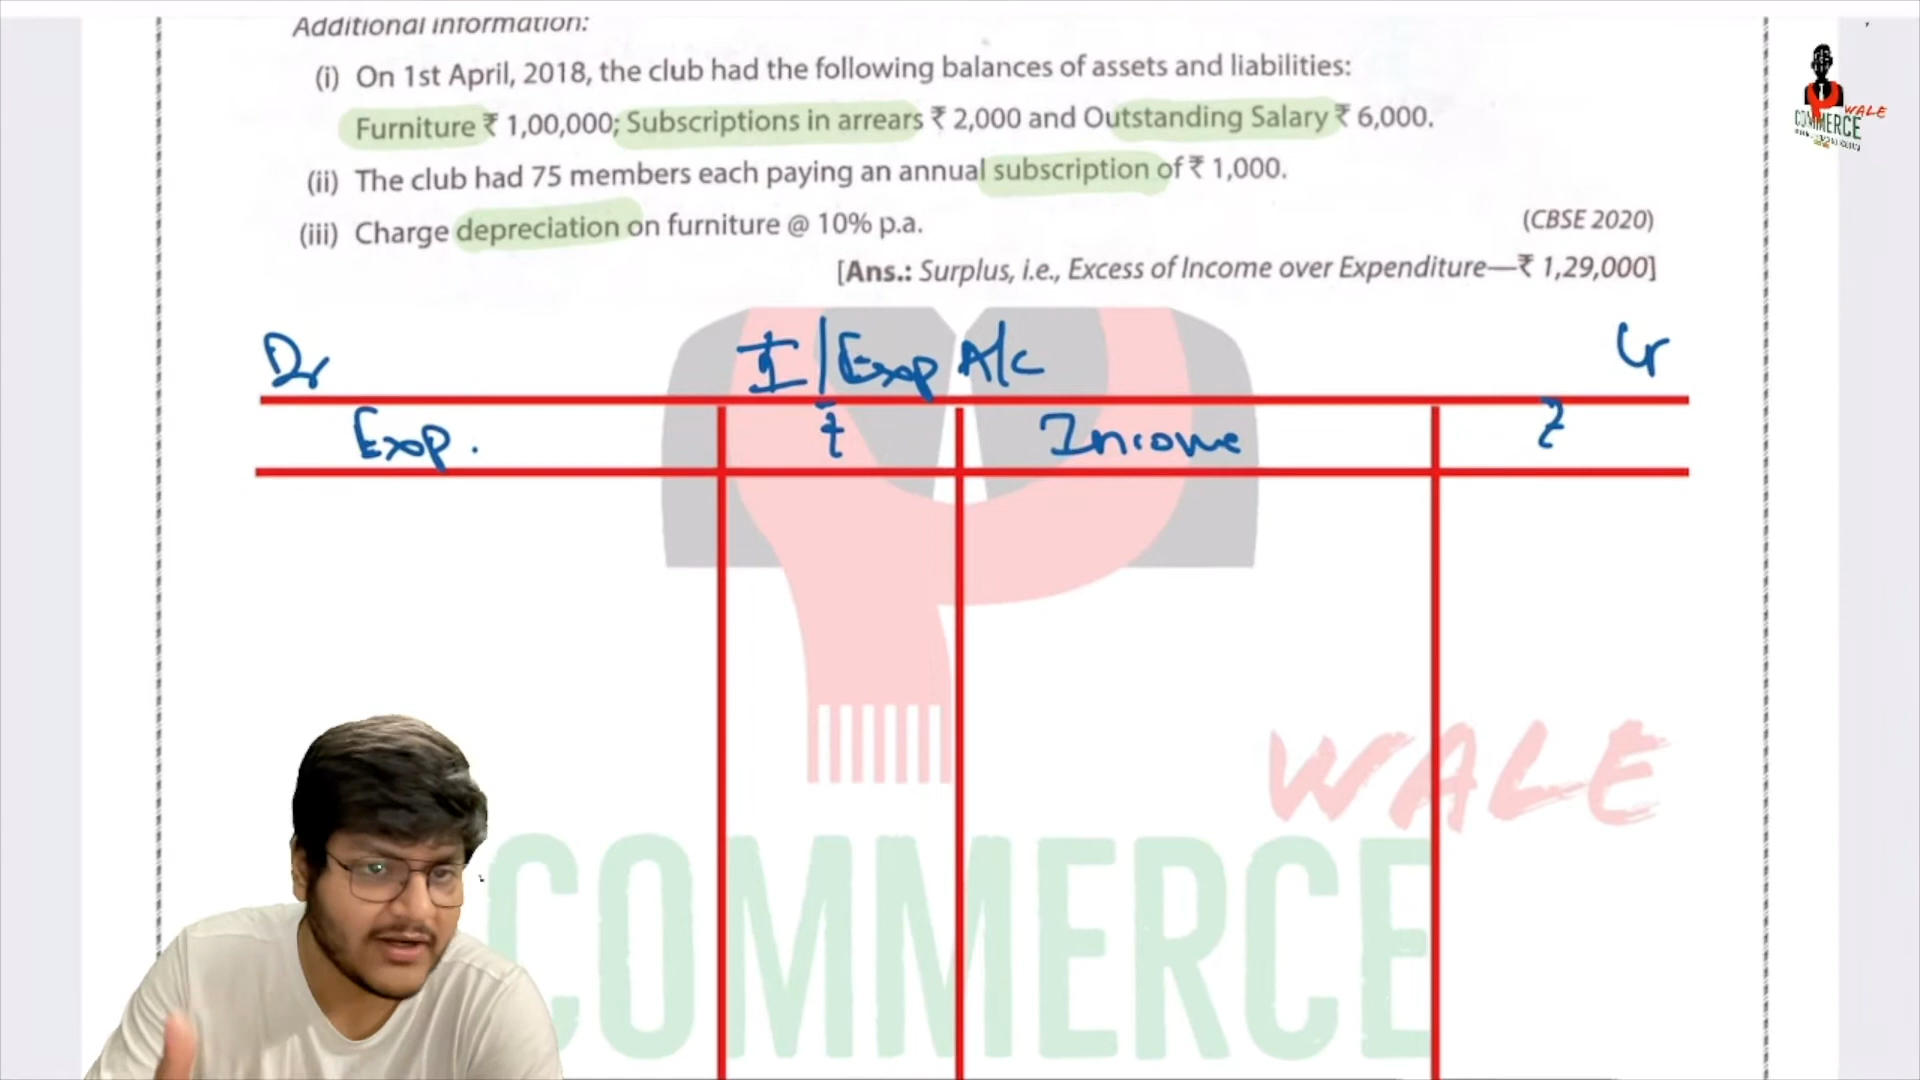 Additional information:
(i) On 1st April, 2018, the club had the following balances of assets and liabilities:
Furniture ₹ 1,00,000; Subscriptions in arrears ₹ 2,000 and Outstanding Salary ₹ 6,000.
(ii) The club had 75 members each paying an annual subscription of ₹ 1,000.
(iii) Charge depreciation on furniture @ 10% p.a.
(CBSE 2020)
[Ans.: Surplus, i.e., Excess of Income over Expenditure—₹ 1,29,000]
Dr I/Exp A/c Cr
Exp. ₹ Income ₹
WALE
COMMERCE
WALE
COMMERCE